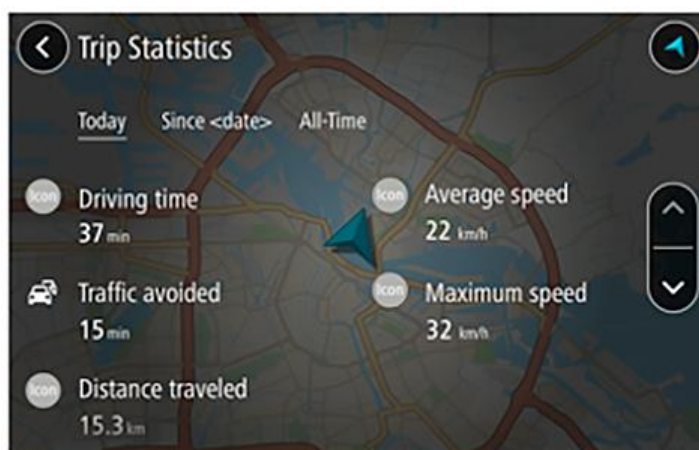 Trip Statistics
Today Since <date> All-Time
Icon Driving time
37 min
Icon Average speed
22 km/h
Traffic avoided
15 min
Icon Maximum speed
32 km/h
Icon Distance traveled
15.3 km